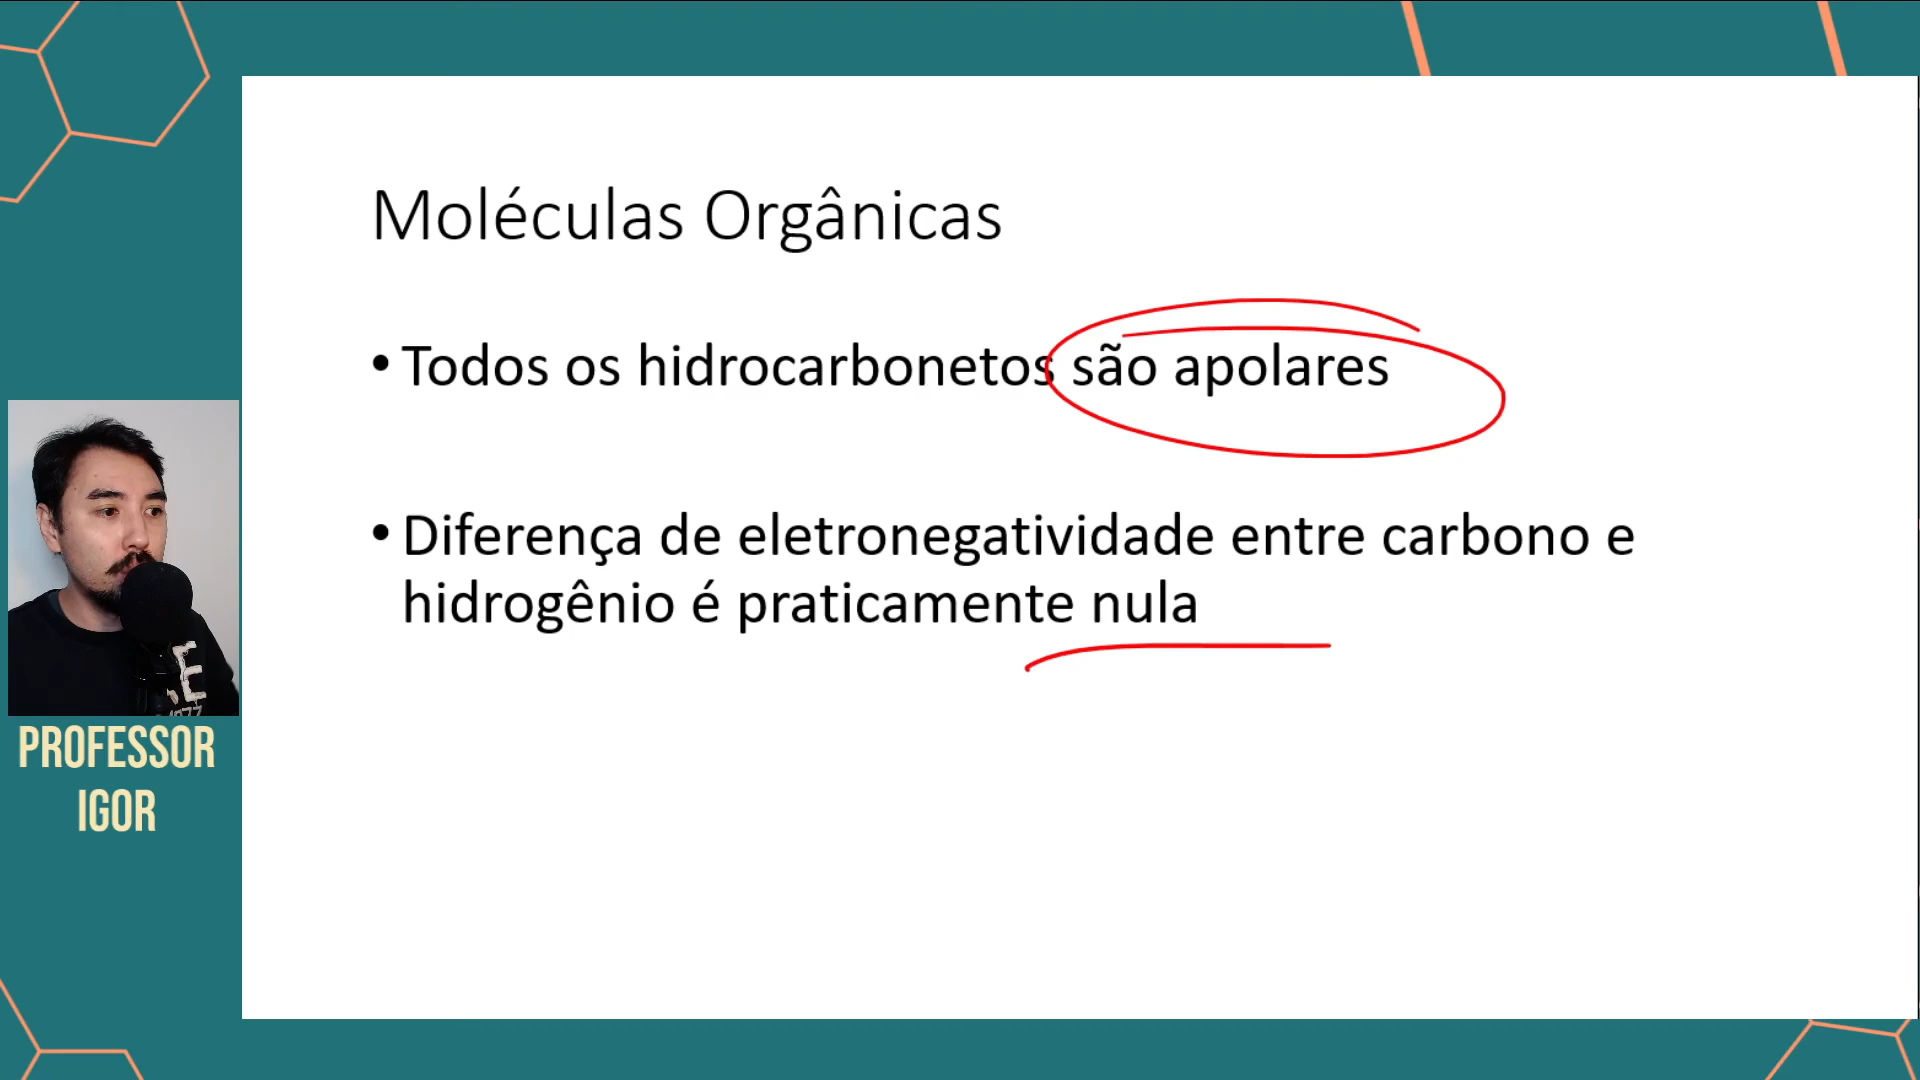 Moléculas Orgânicas
• Todos os hidrocarbonetos são apolares
• Diferença de eletronegatividade entre carbono e
hidrogênio é praticamente nula
PROFESSOR
IGOR